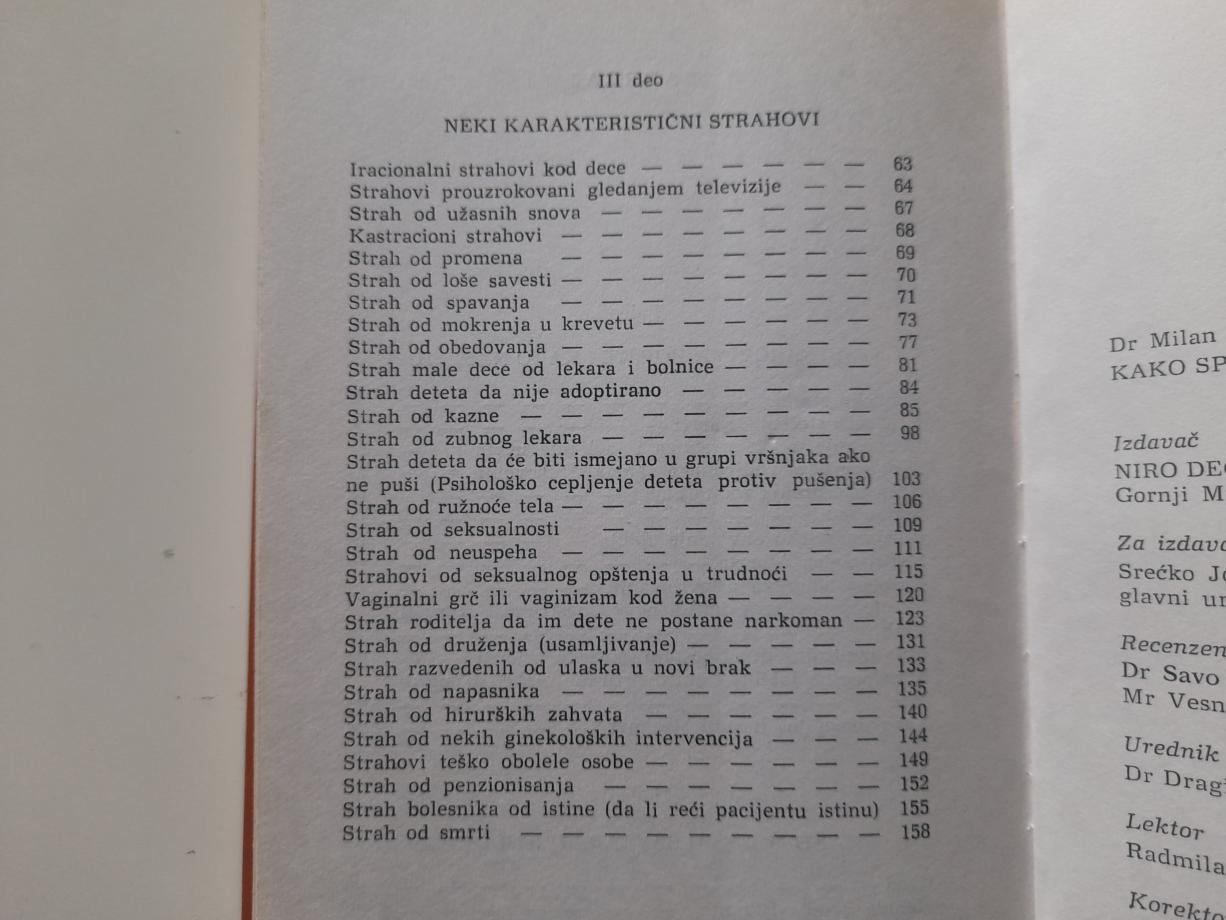 III deo
NEKI KARAKTERISTIČNI STRAHOVI
Iracionalni strahovi kod dece — — — — — — 63
Strahovi prouzrokovani gledanjem televizije — — 64
Strah od užasnih snova — — — — — — — 67
Kastracioni strahovi — — — — — — — — 68
Strah od promena — — — — — — — — 69
Strah od loše savesti — — — — — — — — 70
Strah od spavanja — — — — — — — — 71
Strah od mokrenja u krevetu — — — — — — 73
Strah od obedovanja — — — — — — — — 77
Strah male dece od lekara i bolnice — — — — 81
Strah deteta da nije adoptirano — — — — — 84
Strah od kazne — — — — — — — — — 85
Strah od zubnog lekara — — — — — — — 98
Strah deteta da će biti ismejano u grupi vršnjaka ako
ne puši (Psihološko cepljenje deteta protiv pušenja) 103
Strah od ružnoće tela — — — — — — — — 106
Strah od seksualnosti — — — — — — — 109
Strah od neuspeha — — — — — — — — 111
Strahovi od seksualnog opštenja u trudnoći — — 115
Vaginalni grč ili vaginizam kod žena — — — — 120
Strah roditelja da im dete ne postane narkoman — 123
Strah od druženja (usamljivanje) — — — — — 131
Strah razvedenih od ulaska u novi brak — — — 133
Strah od napasnika — — — — — — — — 135
Strah od hirurških zahvata — — — — — — 140
Strah od nekih ginekoloških intervencija — — — 144
Strahovi teško obolele osobe — — — — — — 149
Strah od penzionisanja — — — — — — — 152
Strah bolesnika od istine (da li reći pacijentu istinu) 155
Strah od smrti — — — — — — — — — 158
Dr Milan
KAKO SP
Izdavač
NIRO DE
Gornji M
Za izdava
Srećko J
glavni ur
Recenzen
Dr Savo
Mr Vesn
Urednik
Dr Dragi
Lektor
Radmila
Korekto